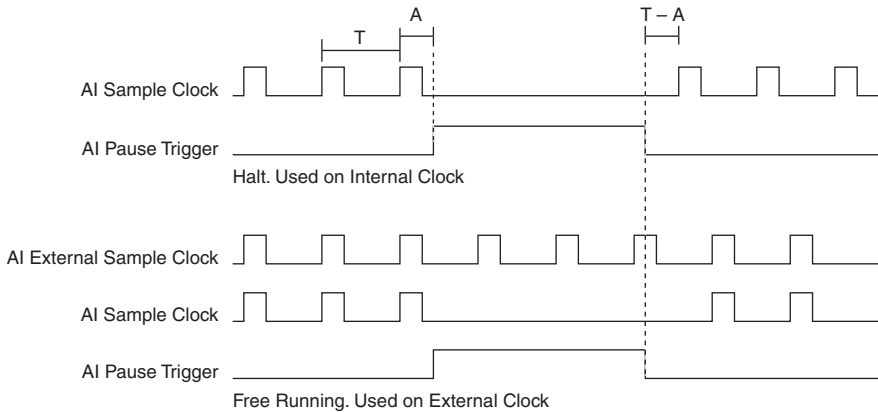 A
T – A
T
AI Sample Clock
AI Pause Trigger
Halt. Used on Internal Clock
AI External Sample Clock
AI Sample Clock
AI Pause Trigger
Free Running. Used on External Clock